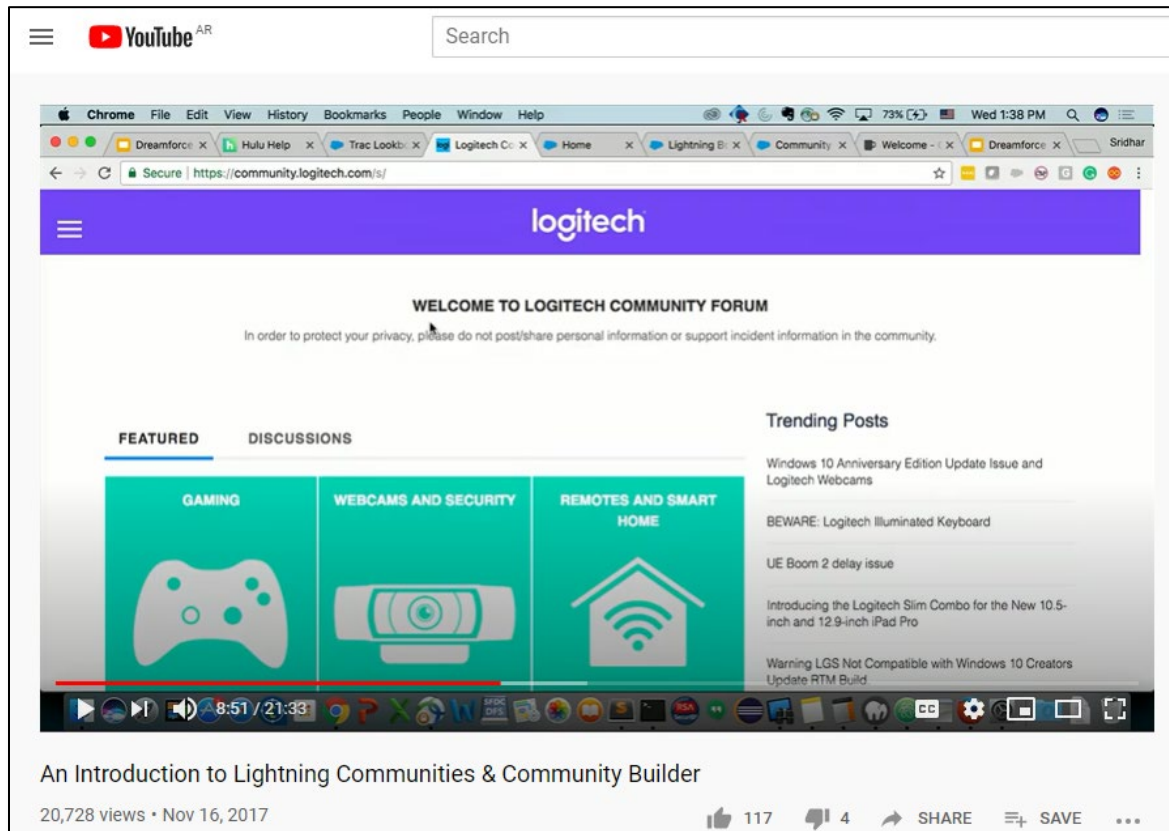 YouTube AR
Search
Chrome File Edit View History Bookmarks People Window Help 73% Wed 1:38 PM
Dreamforce Hulu Help Trac Lookb Logitech Co Home Lightning B Community Welcome - Dreamforce Sridhar
Secure | https://community.logitech.com/s/
logitech
WELCOME TO LOGITECH COMMUNITY FORUM
In order to protect your privacy, please do not post/share personal information or support incident information in the community.
FEATURED DISCUSSIONS
GAMING
WEBCAMS AND SECURITY
REMOTES AND SMART
HOME
Trending Posts
Windows 10 Anniversary Edition Update Issue and
Logitech Webcams
BEWARE: Logitech Illuminated Keyboard
UE Boom 2 delay issue
Introducing the Logitech Slim Combo for the New 10.5-
inch and 12.9-inch iPad Pro
Warning LGS Not Compatible with Windows 10 Creators
Update RTM Build.
8:51 / 21:33
SFDC
DFS
RSA
CC
An Introduction to Lightning Communities & Community Builder
20,728 views • Nov 16, 2017
117 4 SHARE SAVE